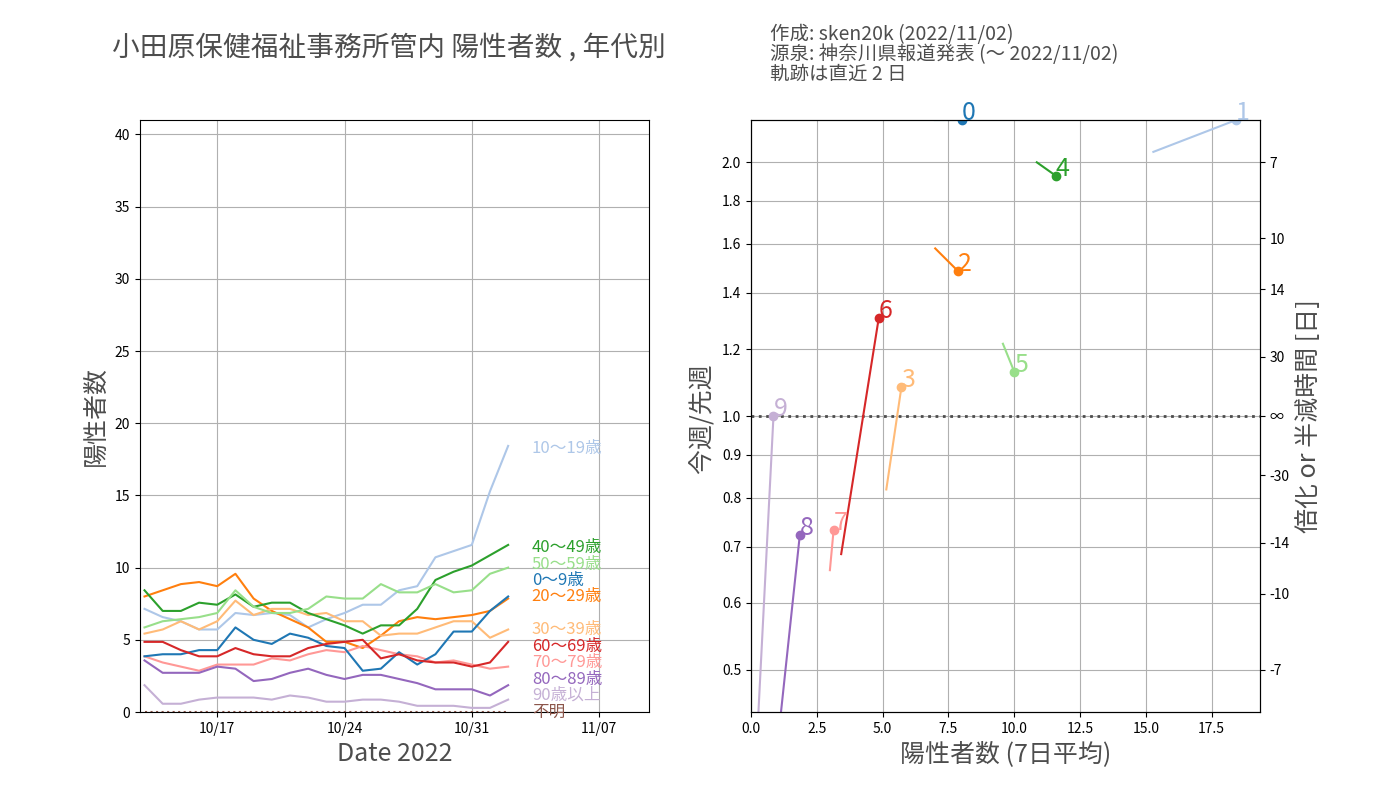 小田原保健福祉事務所管内 陽性者数 , 年代別
作成: sken20k (2022/11/02)
源泉: 神奈川県報道発表 (〜 2022/11/02)
軌跡は直近 2 日
陽性者数
40
35
30
25
20
15
10
5
0
10/17
10/24
10/31
11/07
Date 2022
10〜19歳
40〜49歳
50〜59歳
0〜9歳
20〜29歳
30〜39歳
60〜69歳
70〜79歳
80〜89歳
90歳以上
不明
今週/先週
2.0
1.8
1.6
1.4
1.2
1.0
0.9
0.8
0.7
0.6
0.5
0.0
2.5
5.0
7.5
10.0
12.5
15.0
17.5
陽性者数 (7日平均)
0
1
4
2
6
5
3
9
7
8
7
10
14
30
∞
-30
-14
-10
-7
倍化 or 半減時間 [日]